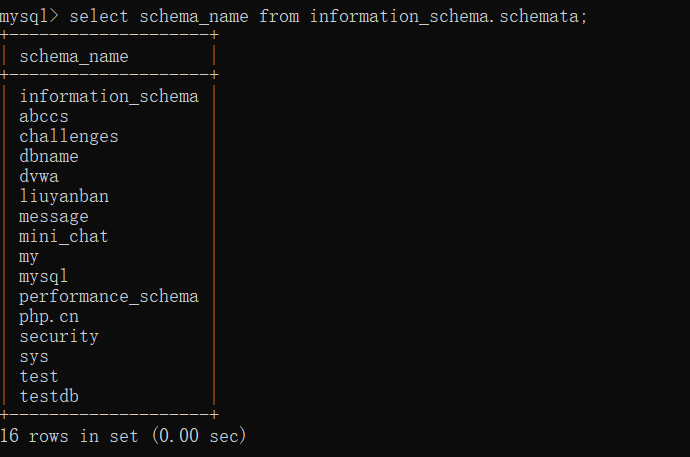 mysql> select schema_name from information_schema.schemata;
+--------------------+
| schema_name        |
+--------------------+
| information_schema |
| abccs              |
| challenges         |
| dbname             |
| dvwa               |
| liuyanban          |
| message            |
| mini_chat          |
| my                 |
| mysql              |
| performance_schema |
| php.cn             |
| security           |
| sys                |
| test               |
| testdb             |
+--------------------+
16 rows in set (0.00 sec)